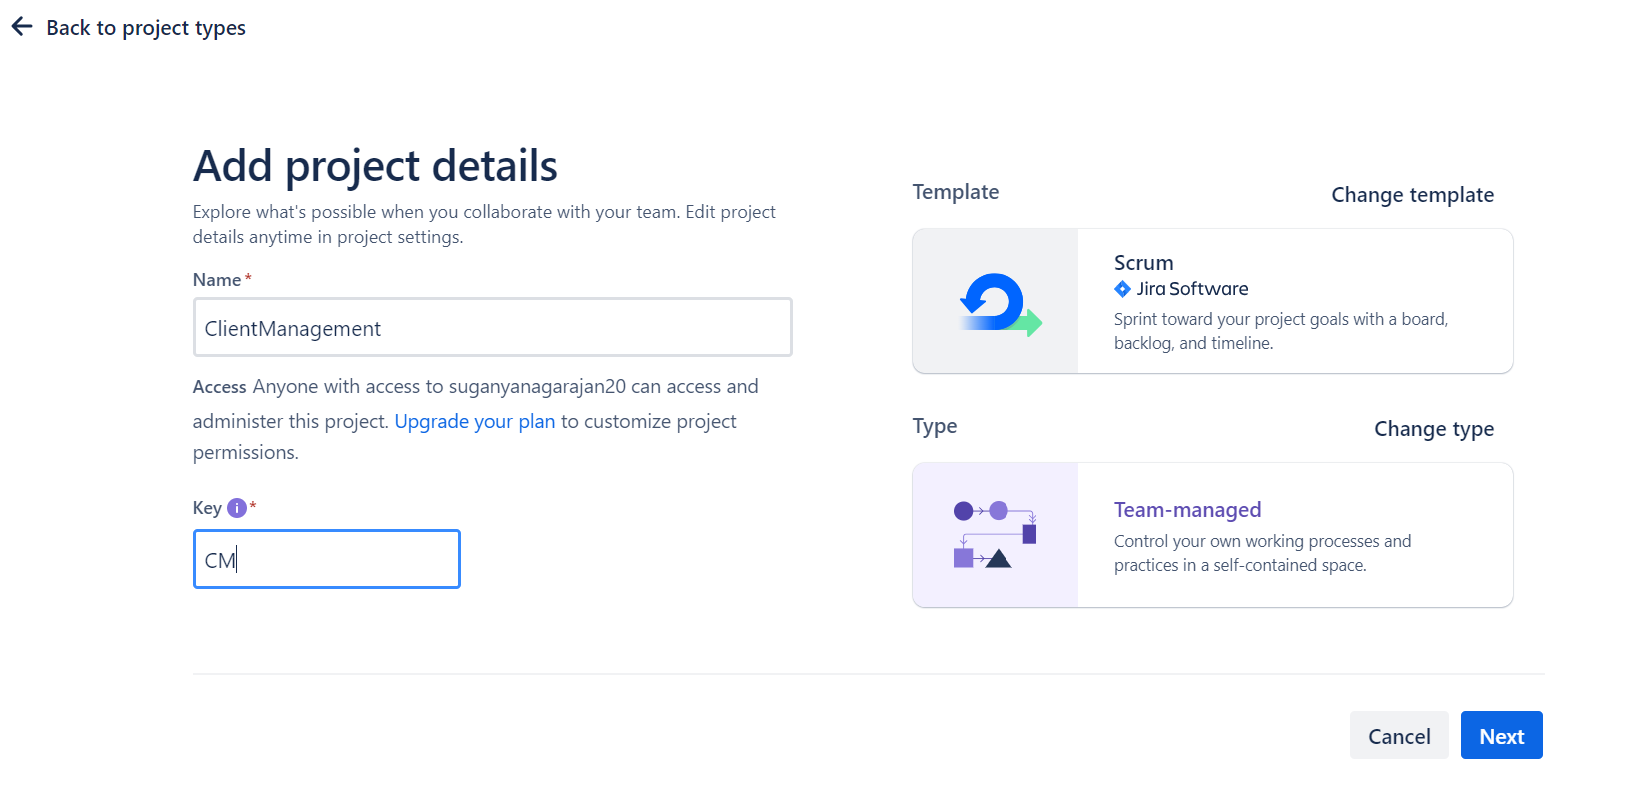 Back to project types
Add project details
Explore what's possible when you collaborate with your team. Edit project
details anytime in project settings.
Name *
ClientManagement
Access Anyone with access to suganyanagarajan20 can access and
administer this project. Upgrade your plan to customize project
permissions.
Key i *
CM
Template
Change template
Scrum
Jira Software
Sprint toward your project goals with a board,
backlog, and timeline.
Type
Change type
Team-managed
Control your own working processes and
practices in a self-contained space.
Cancel
Next